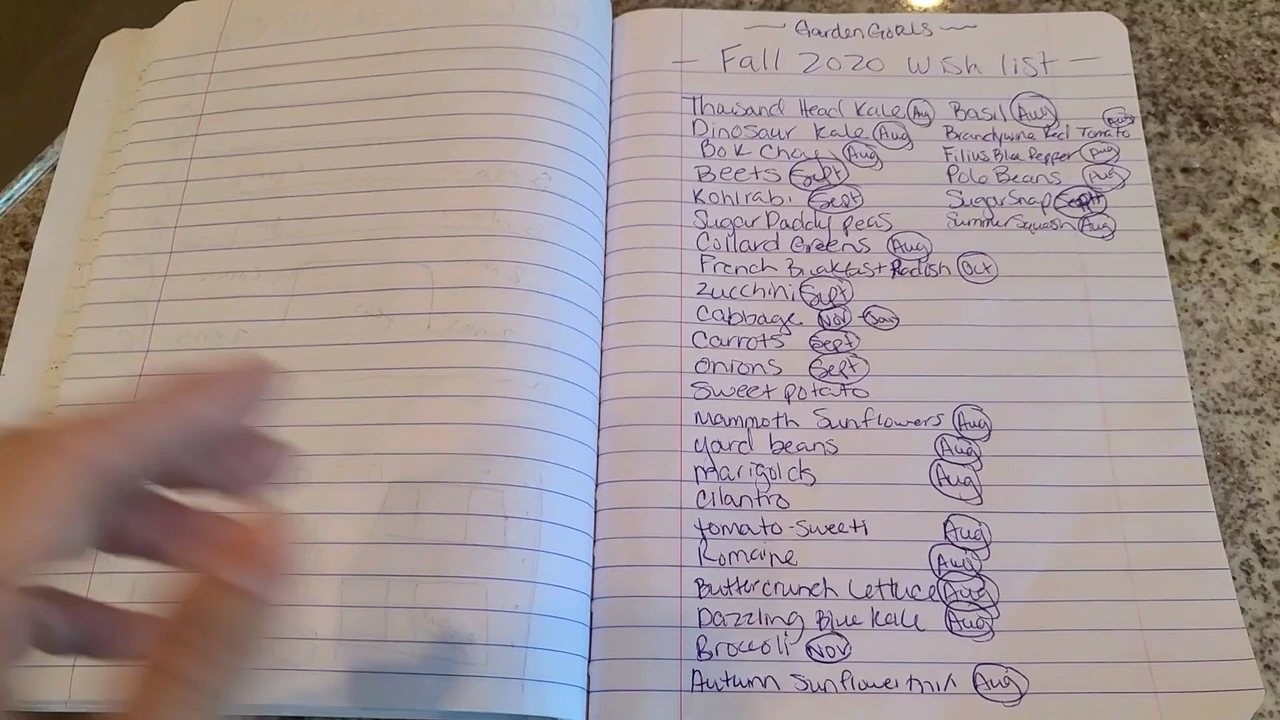 Garden Goals
Fall 2020 Wish list
Thousand Head Kale Aug Basil Aug
Dinosaur Kale Aug Brandywine Red Tomato Aug
Bok Choy Aug Filius Blue Pepper Aug
Beets Sept Pole Beans Aug
Kohlrabi Sept Sugar Snap Sept
Sugar Daddy peas Summer Squash Aug
Collard Greens Aug
French Breakfast Radish Oct
Zucchini Sept
Cabbage Nov Jan
Carrots Sept
Onions Sept
Sweet potato
Mammoth Sunflowers Aug
Yard beans Aug
Marigolds Aug
Cilantro
tomato-sweeti Aug
Romaine Aug
Buttercrunch Lettuce Aug
Dazzling Blue Kale Aug
Broccoli Nov
Autumn Sunflower mix Aug